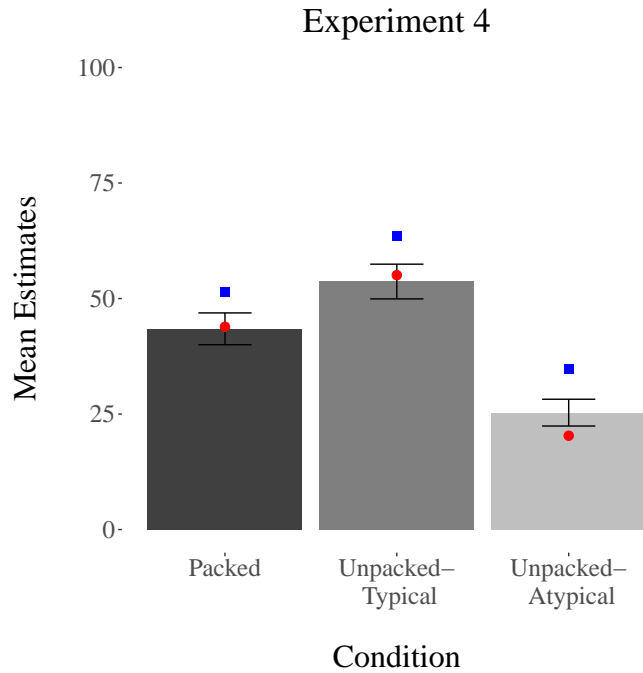 Experiment 4
100
75
50
25
0
Mean Estimates
Packed
Unpacked–
Typical
Unpacked–
Atypical
Condition